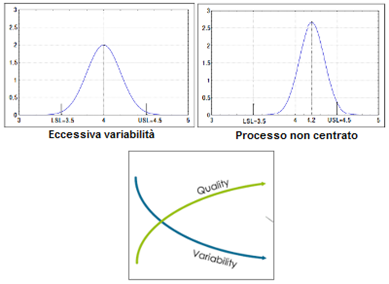 3
2.5
2
1.5
1
0.5
0
3
LSL=3.5
4
USL=4.5
5
Eccessiva variabilità
3
2.5
2
1.5
1
0.5
0
3
LSL=3.5
4
4.2
USL=4.5
5
Processo non centrato
Quality
Variability